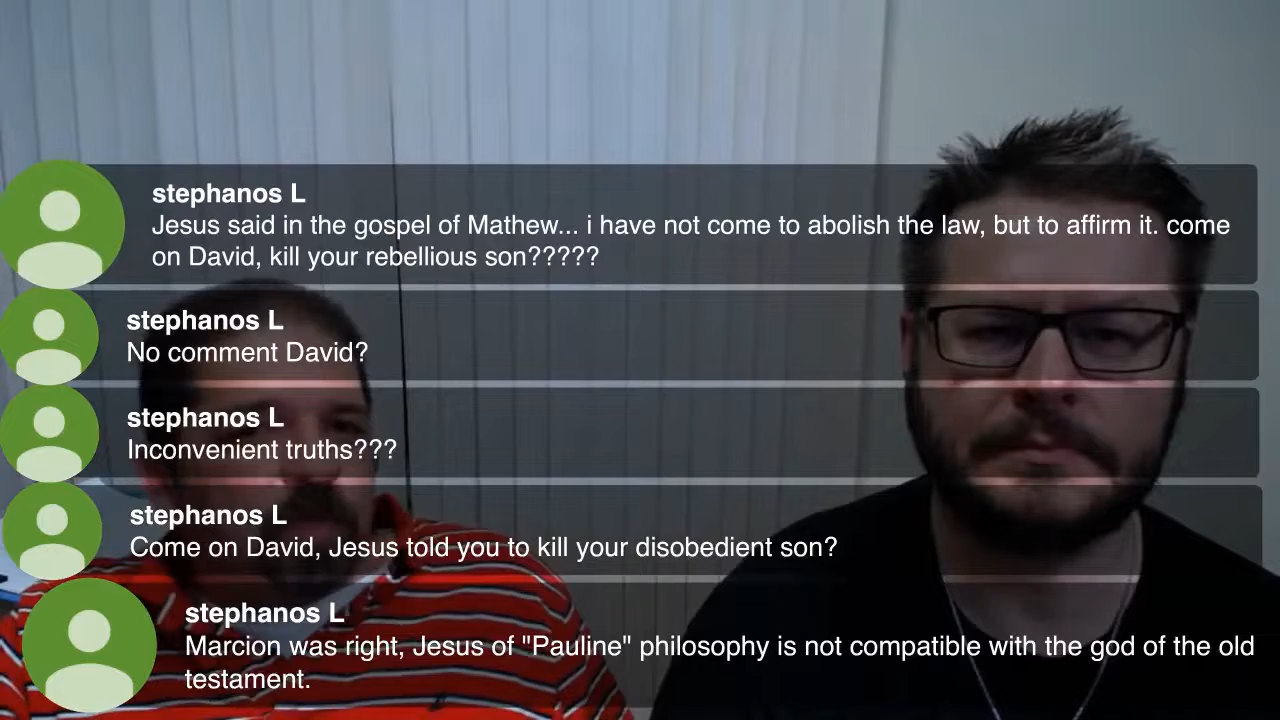 stephanos L
Jesus said in the gospel of Mathew... i have not come to abolish the law, but to affirm it. come
on David, kill your rebellious son?????
stephanos L
No comment David?
stephanos L
Inconvenient truths???
stephanos L
Come on David, Jesus told you to kill your disobedient son?
stephanos L
Marcion was right, Jesus of "Pauline" philosophy is not compatible with the god of the old
testament.